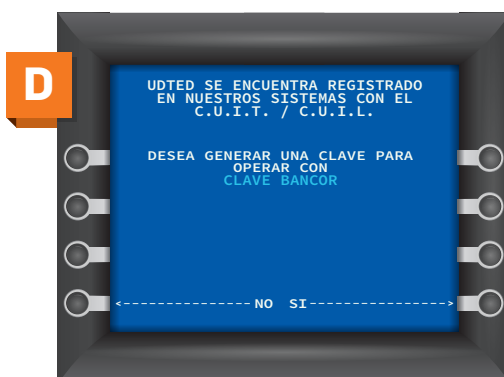 D
UDTED SE ENCUENTRA REGISTRADO
EN NUESTROS SISTEMAS CON EL
C.U.I.T. / C.U.I.L.
DESEA GENERAR UNA CLAVE PARA
OPERAR CON
CLAVE BANCOR
<---------------- NO SI ---------------->